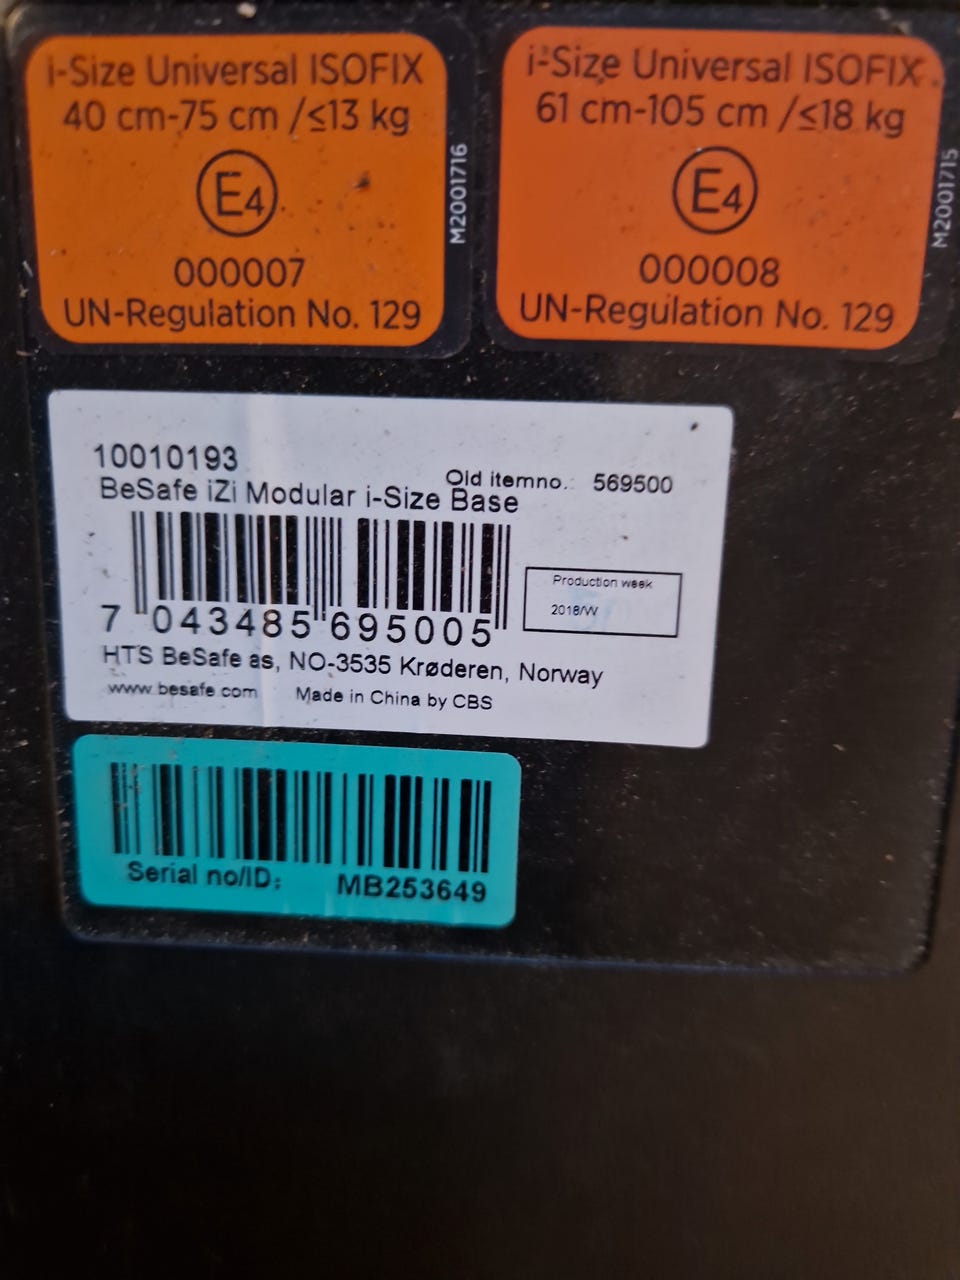 i-Size Universal ISOFIX
40 cm-75 cm /≤13 kg
E4
000007
UN-Regulation No. 129
M2001716
i-Size Universal ISOFIX
61 cm-105 cm /≤18 kg
E4
000008
UN-Regulation No. 129
M2001715
10010193
Old itemno.: 569500
BeSafe iZi Modular i-Size Base
7 043485 695005
Production week
2018/W
HTS BeSafe as, NO-3535 Krøderen, Norway
www.besafe.com Made in China by CBS
Serial no/ID: MB253649